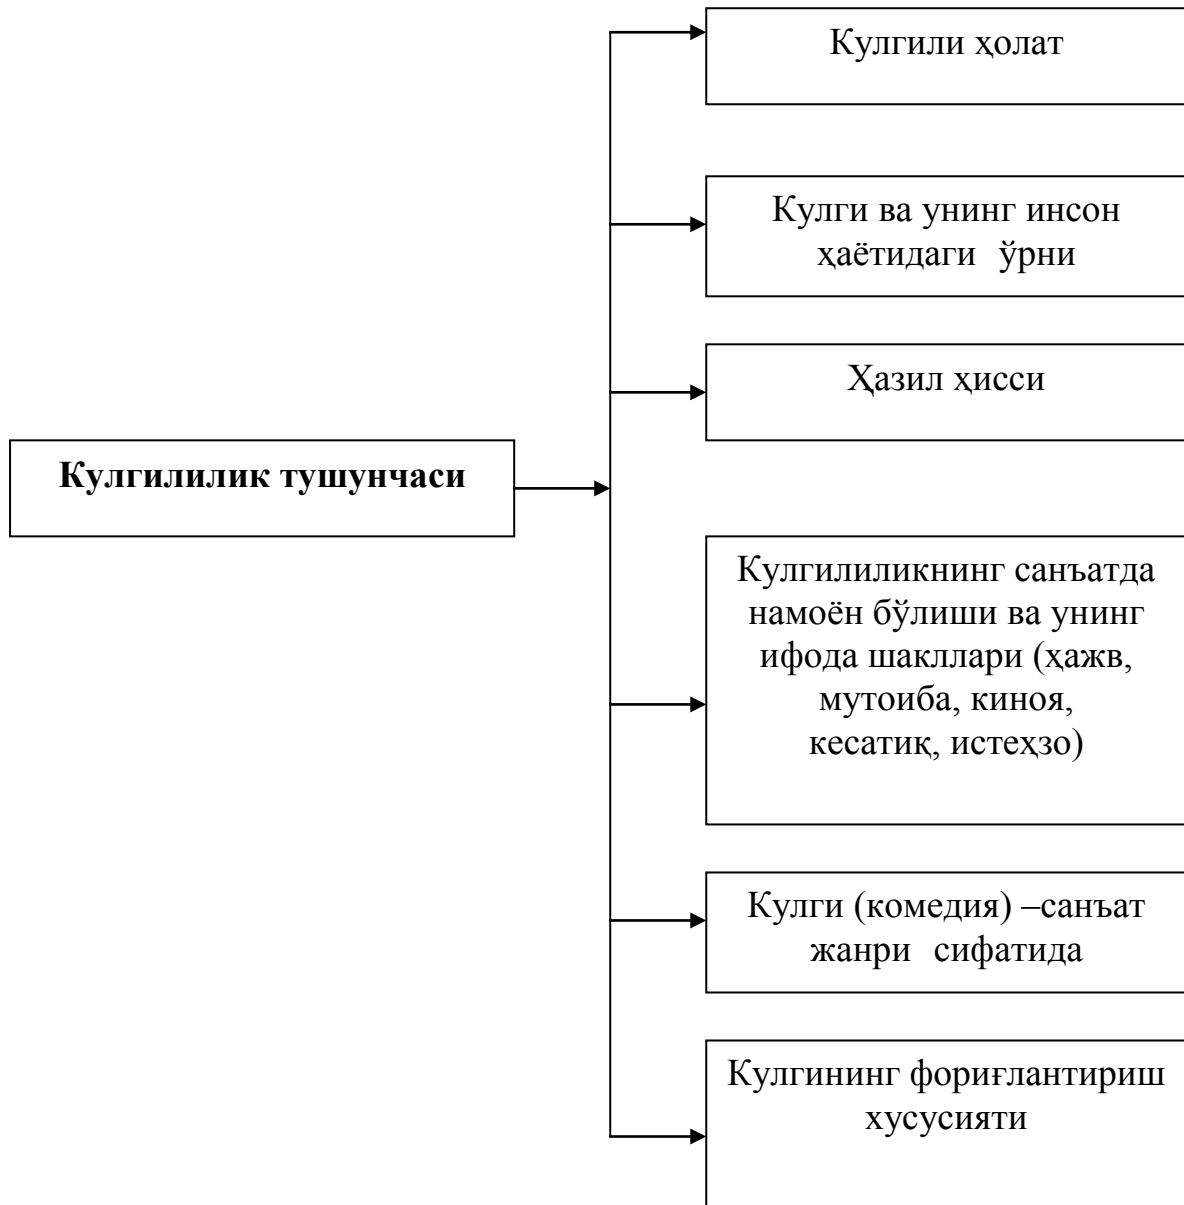 Кулгили ҳолат
Кулги ва унинг инсон
ҳаётидаги ўрни
Ҳазил ҳисси
Кулгилилик тушунчаси
Кулгилиликнинг санъатда
намоён бўлиши ва унинг
ифода шакллари (ҳажв,
мутоиба, киноя,
кесатиқ, истеҳзо)
Кулги (комедия) –санъат
жанри сифатида
Кулгининг фориғлантириш
хусусияти